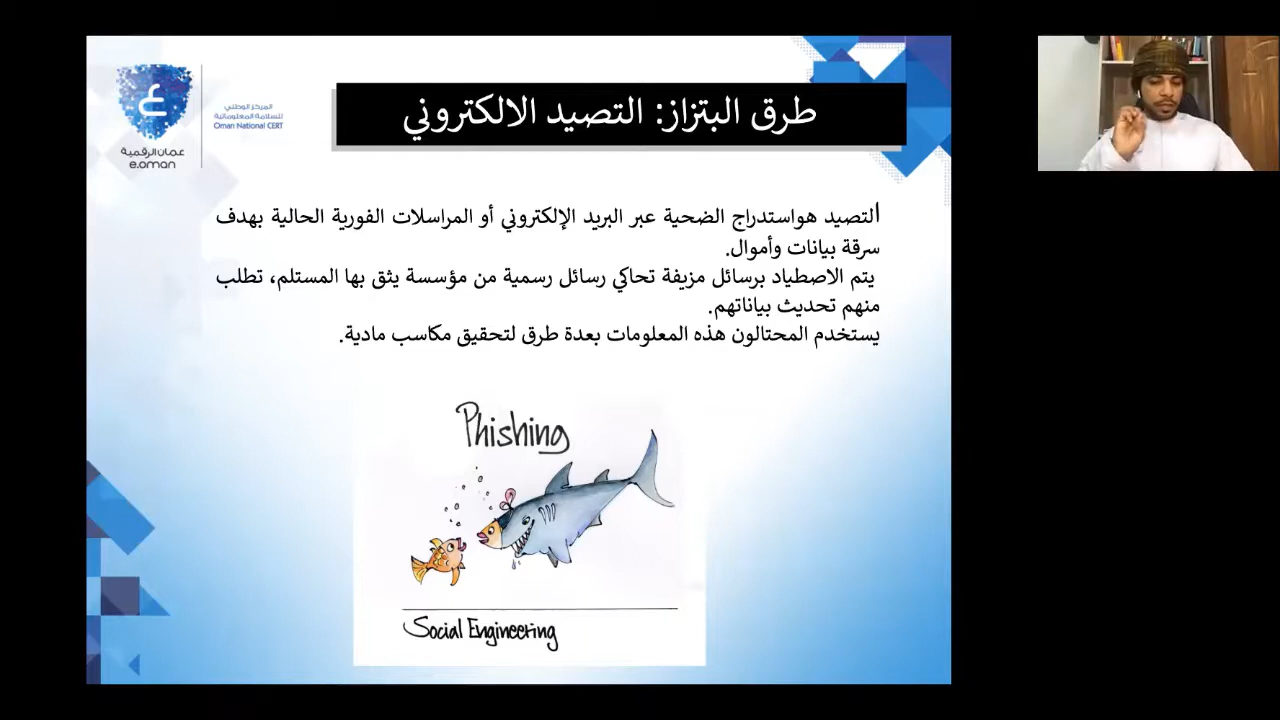 عمان الرقمية
e.oman
المركز الوطني
للسلامة المعلوماتية
Oman National CERT
طرق البتزاز: التصيد الالكتروني
التصيد هواستدراج الضحية عبر البريد الإلكتروني أو المراسلات الفورية الحالية بهدف
سرقة بيانات وأموال.
يتم الاصطياد برسائل مزيفة تحاكي رسائل رسمية من مؤسسة يثق بها المستلم، تطلب
منهم تحديث بياناتهم.
يستخدم المحتالون هذه المعلومات بعدة طرق لتحقيق مكاسب مادية.
Phishing
Social Engineering